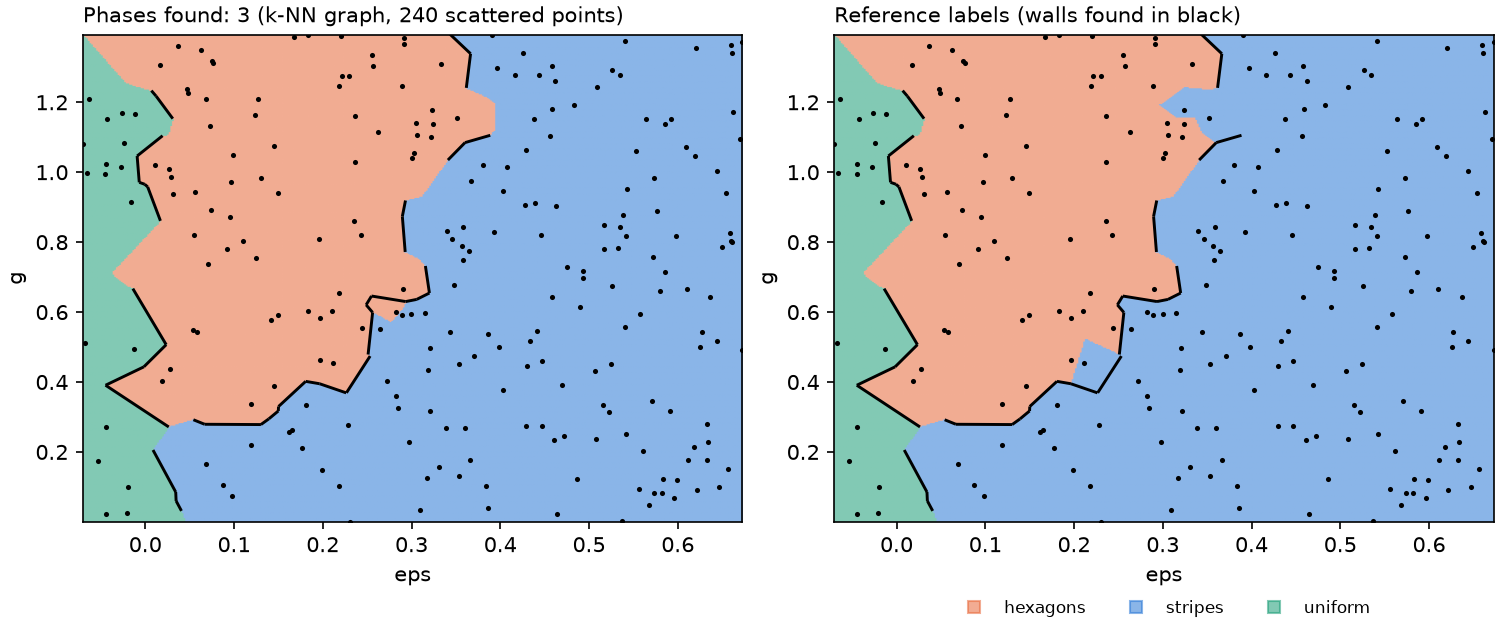 Phases found: 3 (k-NN graph, 240 scattered points)
1.2
1.0
0.8
0.6
0.4
0.2
g
0.0 0.1 0.2 0.3 0.4 0.5 0.6
eps
Reference labels (walls found in black)
1.2
1.0
0.8
0.6
0.4
0.2
g
0.0 0.1 0.2 0.3 0.4 0.5 0.6
eps
hexagons stripes uniform